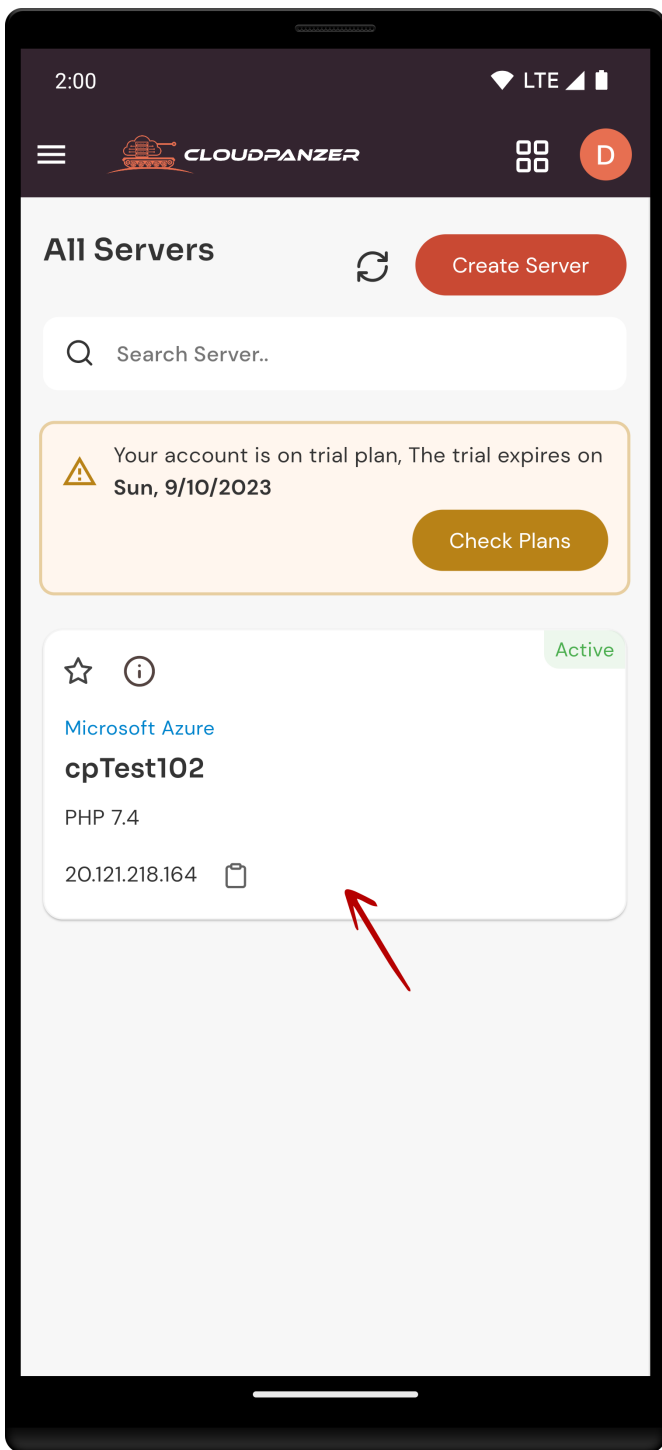 2:00
LTE
CLOUDPANZER
D
All Servers
Create Server
Search Server..
Your account is on trial plan, The trial expires on
Sun, 9/10/2023
Check Plans
Active
Microsoft Azure
cpTest102
PHP 7.4
20.121.218.164